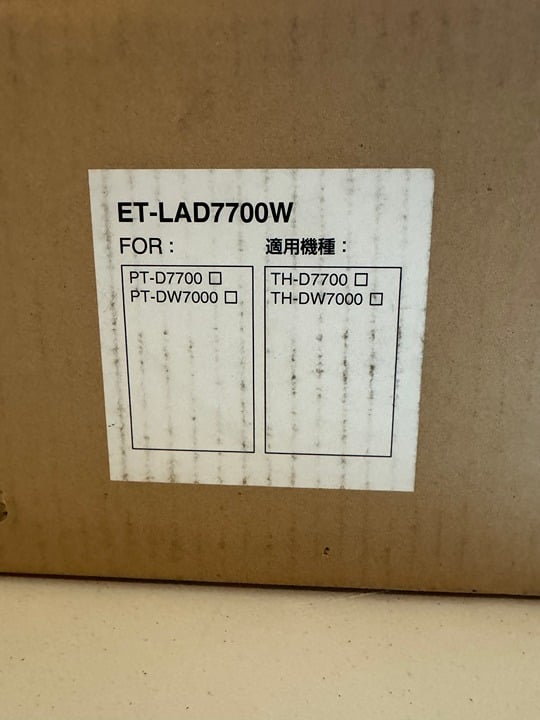 ET-LAD7700W
FOR :
PT-D7700 □
PT-DW7000 □
適用機種 :
TH-D7700 □
TH-DW7000 □